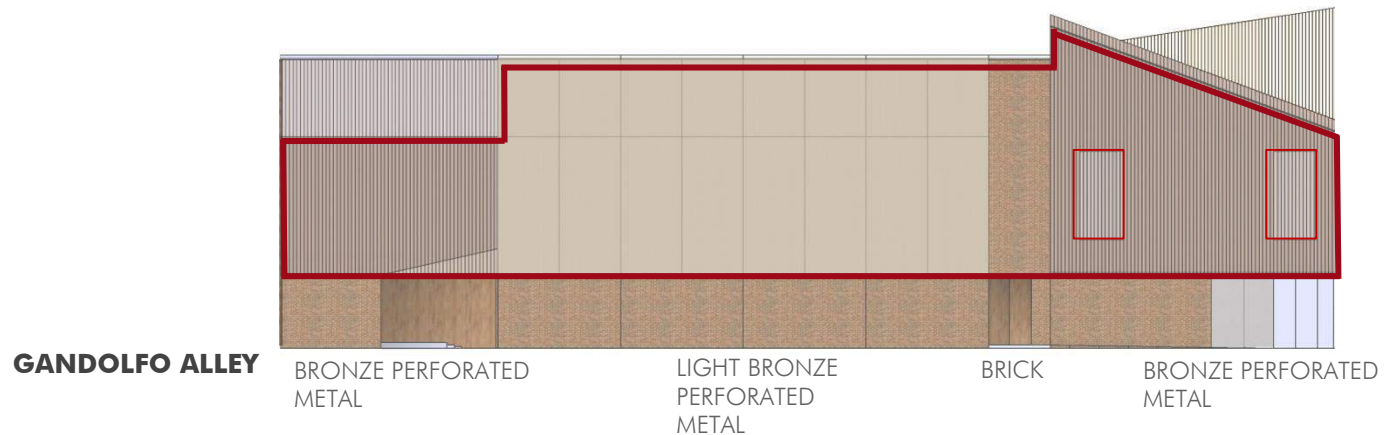 GANDOLFO ALLEY
BRONZE PERFORATED
METAL
LIGHT BRONZE
PERFORATED
METAL
BRICK
BRONZE PERFORATED
METAL